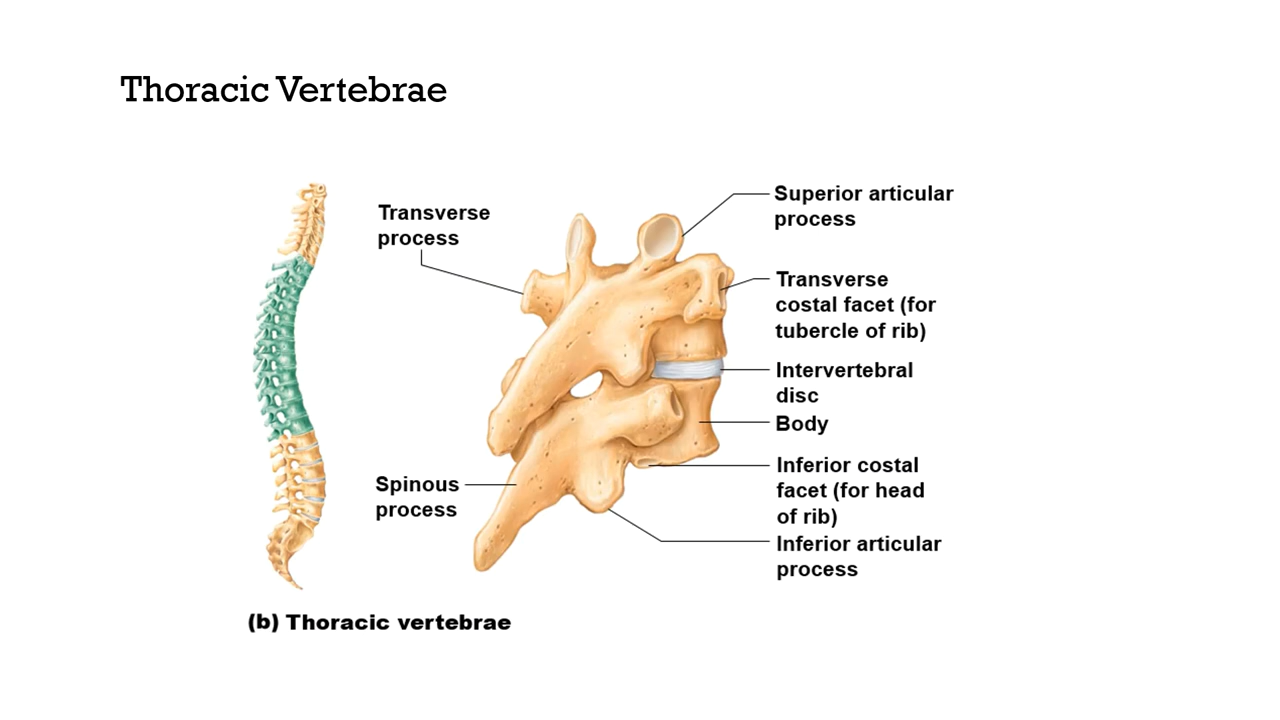 Thoracic Vertebrae
Transverse
process
Spinous
process
Superior articular
process
Transverse
costal facet (for
tubercle of rib)
Intervertebral
disc
Body
Inferior costal
facet (for head
of rib)
Inferior articular
process
(b) Thoracic vertebrae